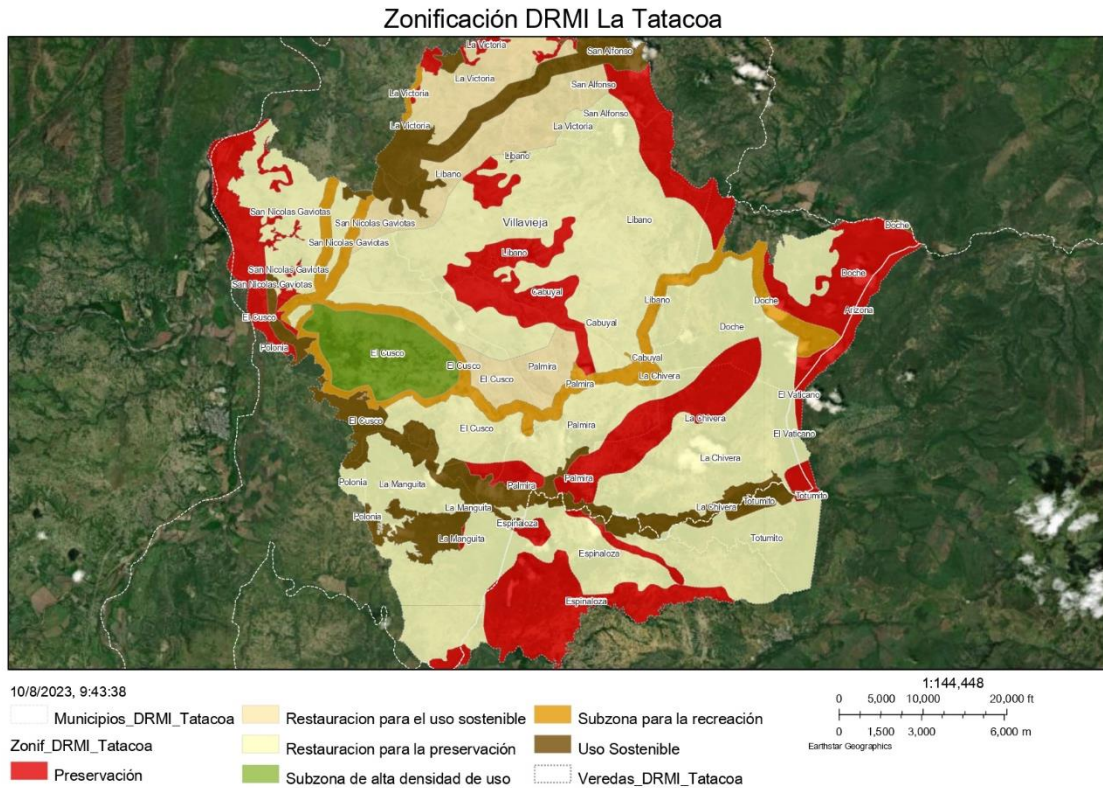 Zonificación DRMI La Tatacoa
La Victoria
San Alfonso
La Victoria
San Alfonso
La Victoria
San Alfonso
La Victoria
La Victoria
Libano
Libano
San Nicolas Gaviotas
Villavieja
Libano
Doche
San Nicolas Gaviotas
San Nicolas Gaviotas
Libano
San Nicolas Gaviotas
Doche
San Nicolas Gaviotas
Cabuyal
Libano
Doche
Arizona
El Cusco
Cabuyal
Doche
Polonia
El Cusco
Cabuyal
El Cusco
Palmira
El Cusco
La Chivera
Palmira
El Vaticano
El Cusco
La Chivera
El Cusco
Palmira
El Vaticano
La Chivera
Polonia
La Manguita
Palmira
Palmira
Totumito
Totumito
La Manguita
La Chivera
Polonia
Espinaloza
La Manguita
Totumito
Espinaloza
Espinaloza
10/8/2023, 9:43:38
Municipios_DRMI_Tatacoa
Zonif_DRMI_Tatacoa
Preservación
Restauracion para el uso sostenible
Restauracion para la preservación
Subzona de alta densidad de uso
Subzona para la recreación
Uso Sostenible
Veredas_DRMI_Tatacoa
1:144,448
0 5,000 10,000 20,000 ft
0 1,500 3,000 6,000 m
Earthstar Geographics